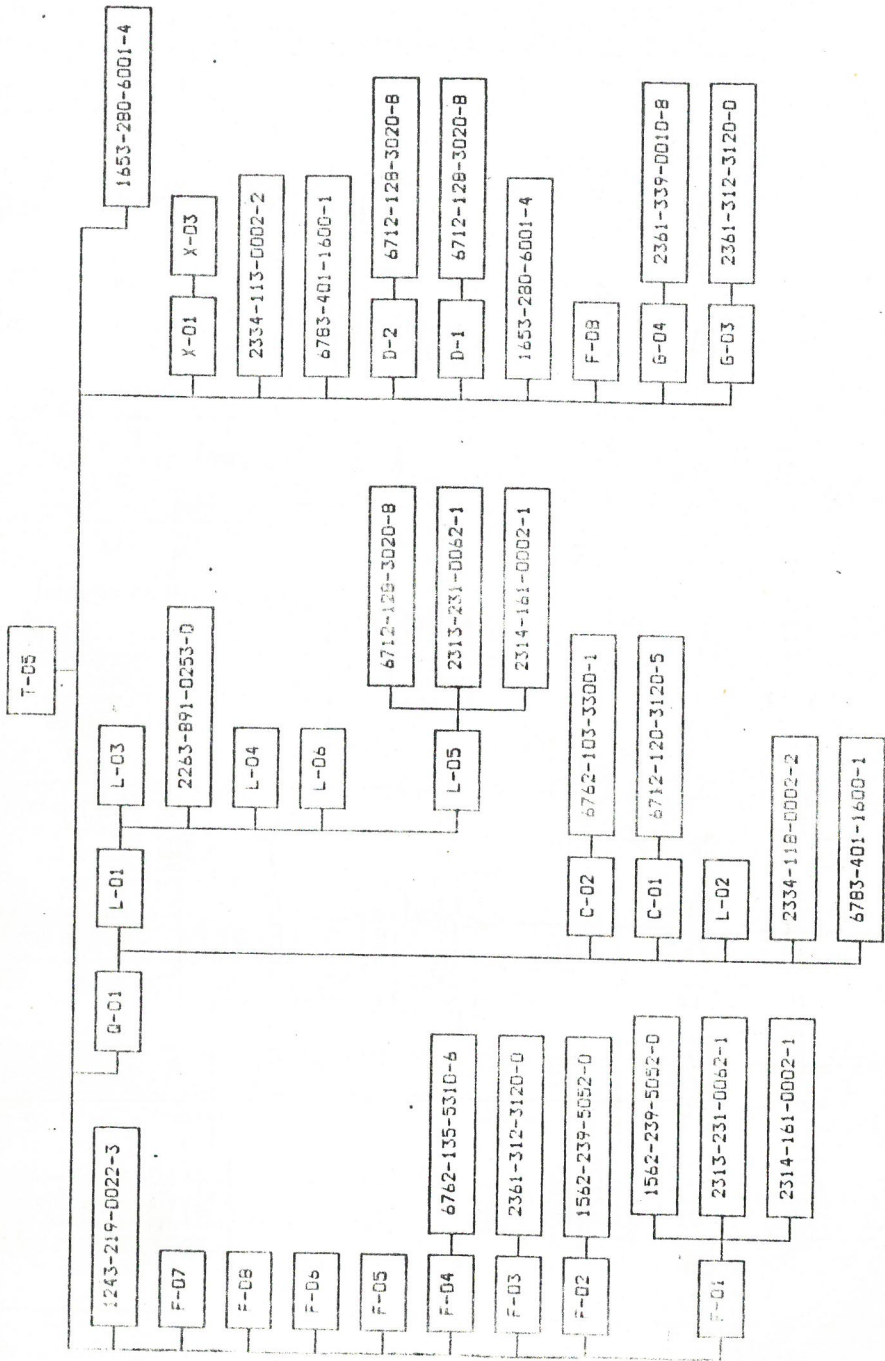 T-05
1243-219-0022-3
F-07
F-08
F-06
F-05
F-04
6762-135-5310-6
F-03
2361-312-3120-0
F-02
1562-239-5052-0
F-01
1562-239-5052-0
2313-231-0062-1
2314-161-0002-1
Q-01
L-01
L-03
2263-891-0253-0
L-04
L-06
L-05
6712-128-3020-8
2313-231-0062-1
2314-161-0002-1
C-02
6762-103-3300-1
C-01
6712-120-3120-5
L-02
2334-118-0002-2
6783-401-1600-1
1653-280-6001-4
X-01
X-03
2334-113-0002-2
6783-401-1600-1
D-2
6712-128-3020-8
D-1
6712-128-3020-8
1653-280-6001-4
F-08
G-04
2361-339-0010-8
G-03
2361-312-3120-0